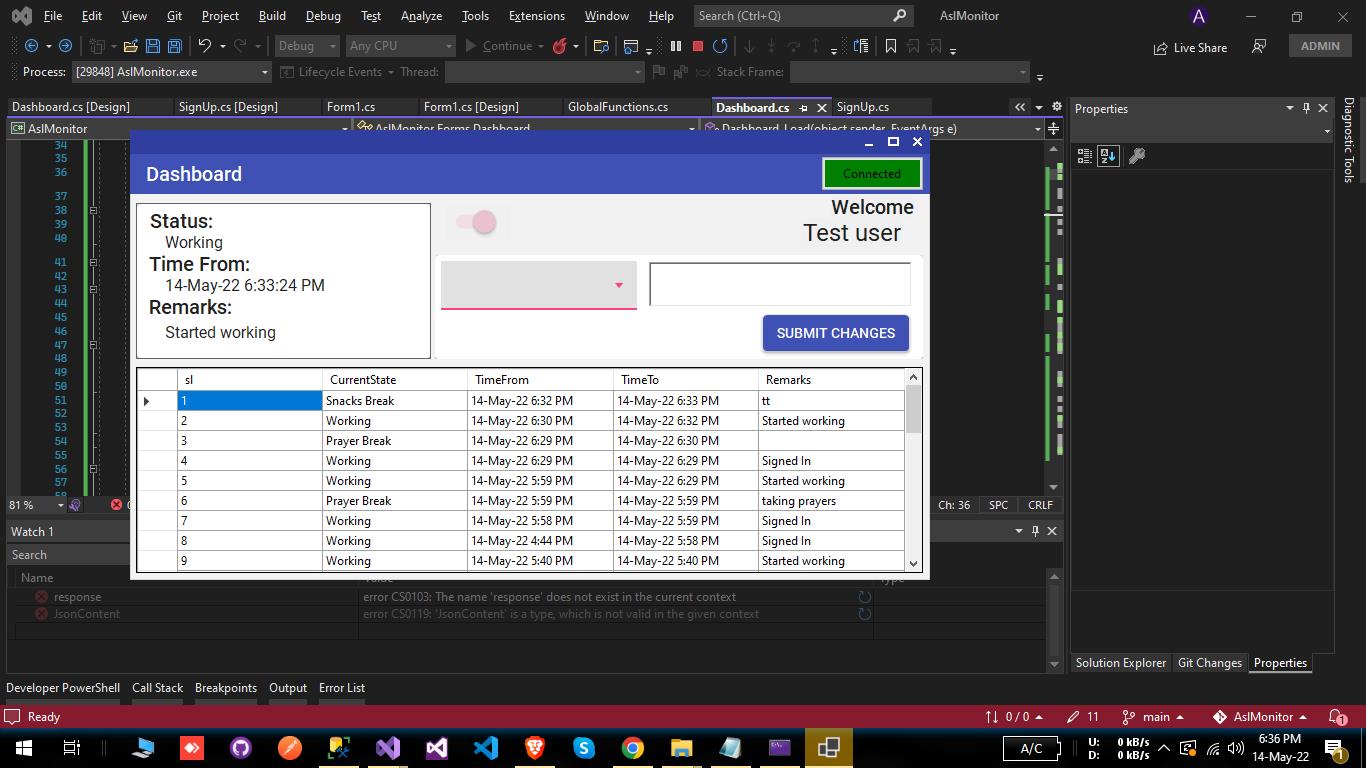 File Edit View Git Project Build Debug Test Analyze Tools Extensions Window Help Search (Ctrl+Q) AslMonitor A
Debug Any CPU Continue Live Share ADMIN
Process: [29848] AslMonitor.exe Lifecycle Events Thread: Stack Frame:
Dashboard.cs [Design] SignUp.cs [Design] Form1.cs Form1.cs [Design] GlobalFunctions.cs Dashboard.cs SignUp.cs Properties
AslMonitor AslMonitor.Forms.Dashboard Dashboard_Load(object sender, EventArgs e)
Diagnostic Tools
34
35
36
37
38
39
40
41
42
43
44
45
46
47
48
49
50
51
52
53
54
55
56
57
58
Dashboard Connected
Status:
Working
Time From:
14-May-22 6:33:24 PM
Remarks:
Started working
Welcome
Test user
SUBMIT CHANGES
sl CurrentState TimeFrom TimeTo Remarks
1 Snacks Break 14-May-22 6:32 PM 14-May-22 6:33 PM tt
2 Working 14-May-22 6:30 PM 14-May-22 6:32 PM Started working
3 Prayer Break 14-May-22 6:29 PM 14-May-22 6:30 PM
4 Working 14-May-22 6:29 PM 14-May-22 6:29 PM Signed In
5 Working 14-May-22 5:59 PM 14-May-22 6:29 PM Started working
6 Prayer Break 14-May-22 5:59 PM 14-May-22 5:59 PM taking prayers
7 Working 14-May-22 5:58 PM 14-May-22 5:59 PM Signed In
8 Working 14-May-22 4:44 PM 14-May-22 5:58 PM Signed In
9 Working 14-May-22 5:40 PM 14-May-22 5:40 PM Started working
81 % Ch: 36 SPC CRLF
Watch 1
Search
Name Value Type
response error CS0103: The name 'response' does not exist in the current context
JsonContent error CS0119: 'JsonContent' is a type, which is not valid in the given context
Solution Explorer Git Changes Properties
Developer PowerShell Call Stack Breakpoints Output Error List
Ready 0 / 0 11 main AslMonitor 1
A/C U: 0 kB/s D: 0 kB/s 6:36 PM 14-May-22 1